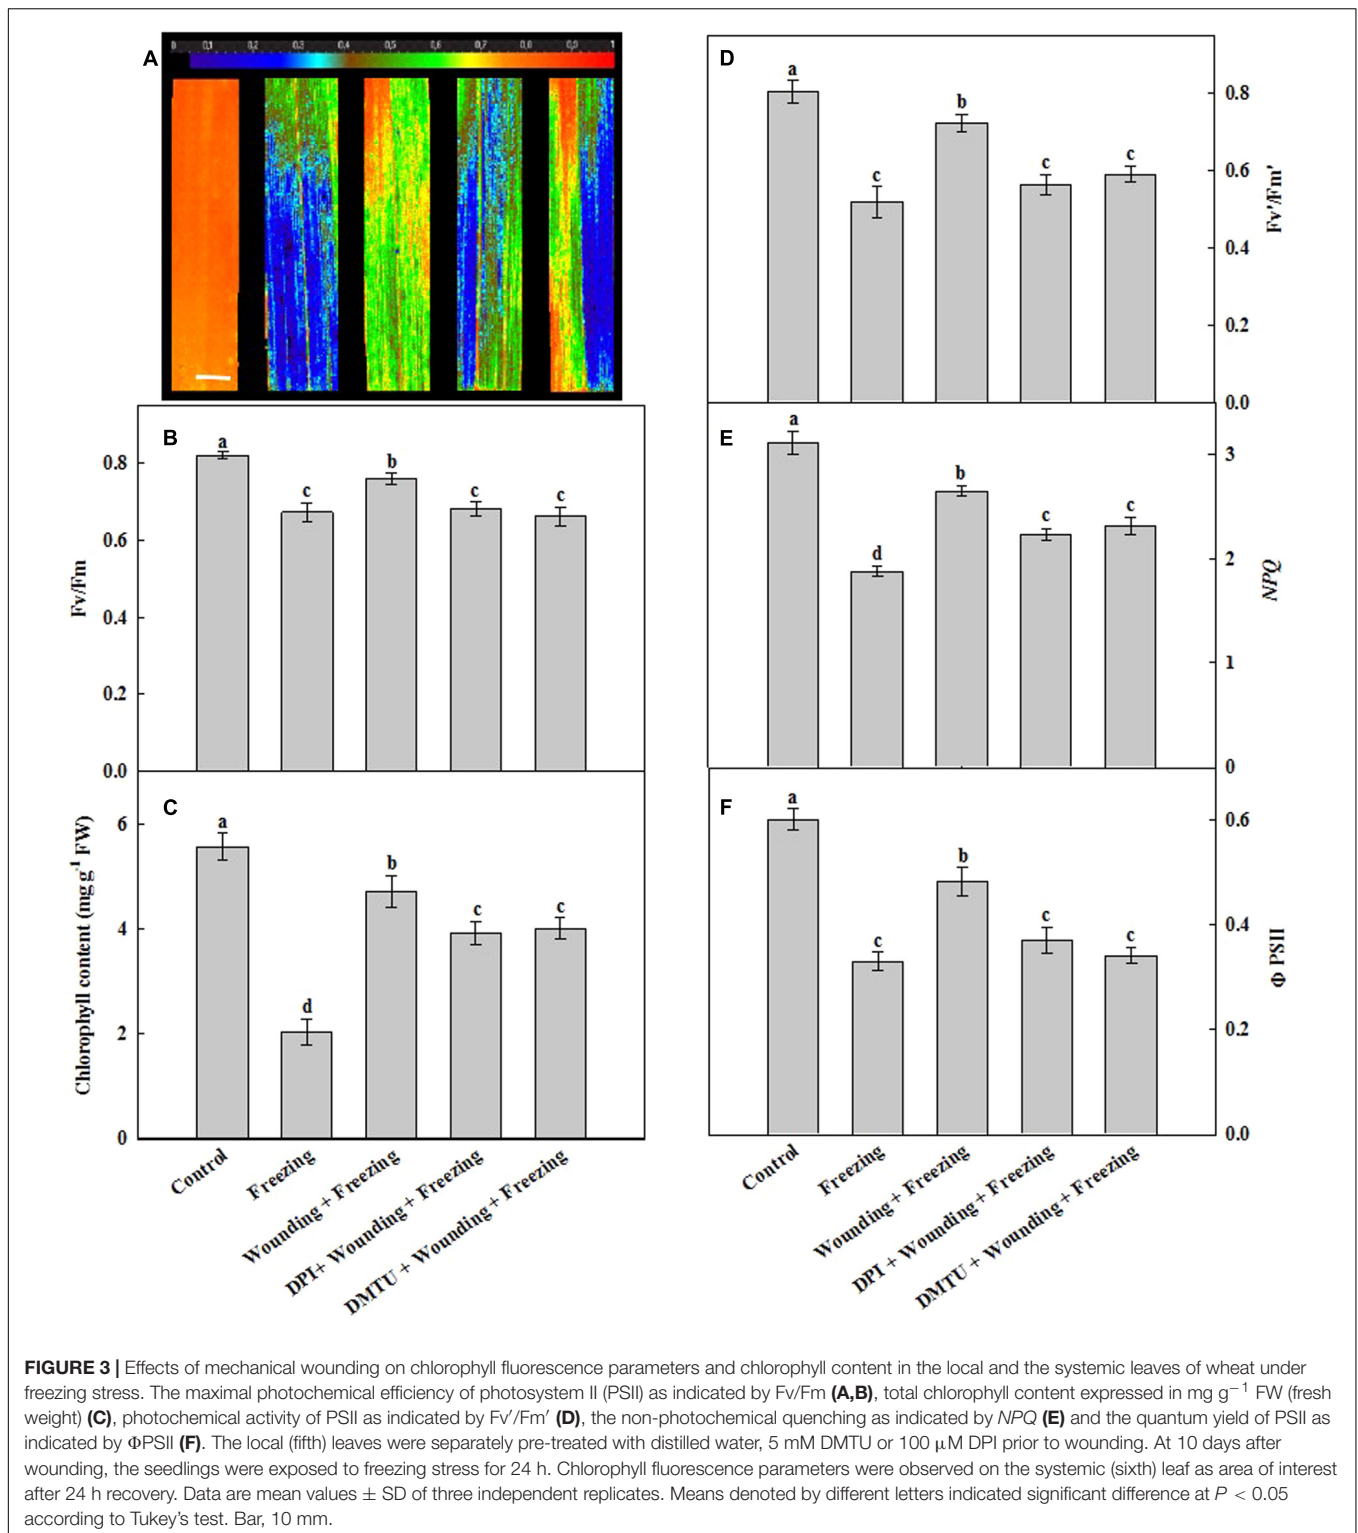 A
0 0,1 0,2 0,3 0,4 0,5 0,6 0,7 0,8 0,9 1
B
a
c
b
c
c
0.8
0.6
0.4
0.2
0.0
Fv/Fm
C
a
d
b
c
c
6
4
2
0
Chlorophyll content (mg g-1 FW)
Control
Freezing
Wounding + Freezing
DPI+ Wounding + Freezing
DMTU + Wounding + Freezing
D
a
c
b
c
c
0.8
0.6
0.4
0.2
0.0
Fv'/Fm'
E
a
d
b
c
c
3
2
1
0
NPQ
F
a
c
b
c
c
0.6
0.4
0.2
0.0
Φ PSII
Control
Freezing
Wounding + Freezing
DPI + Wounding + Freezing
DMTU + Wounding + Freezing
FIGURE 3 | Effects of mechanical wounding on chlorophyll fluorescence parameters and chlorophyll content in the local and the systemic leaves of wheat under
freezing stress. The maximal photochemical efficiency of photosystem II (PSII) as indicated by Fv/Fm (A,B), total chlorophyll content expressed in mg g−1 FW (fresh
weight) (C), photochemical activity of PSII as indicated by Fv′/Fm′ (D), the non-photochemical quenching as indicated by NPQ (E) and the quantum yield of PSII as
indicated by ΦPSII (F). The local (fifth) leaves were separately pre-treated with distilled water, 5 mM DMTU or 100 μM DPI prior to wounding. At 10 days after
wounding, the seedlings were exposed to freezing stress for 24 h. Chlorophyll fluorescence parameters were observed on the systemic (sixth) leaf as area of interest
after 24 h recovery. Data are mean values ± SD of three independent replicates. Means denoted by different letters indicated significant difference at P < 0.05
according to Tukey's test. Bar, 10 mm.